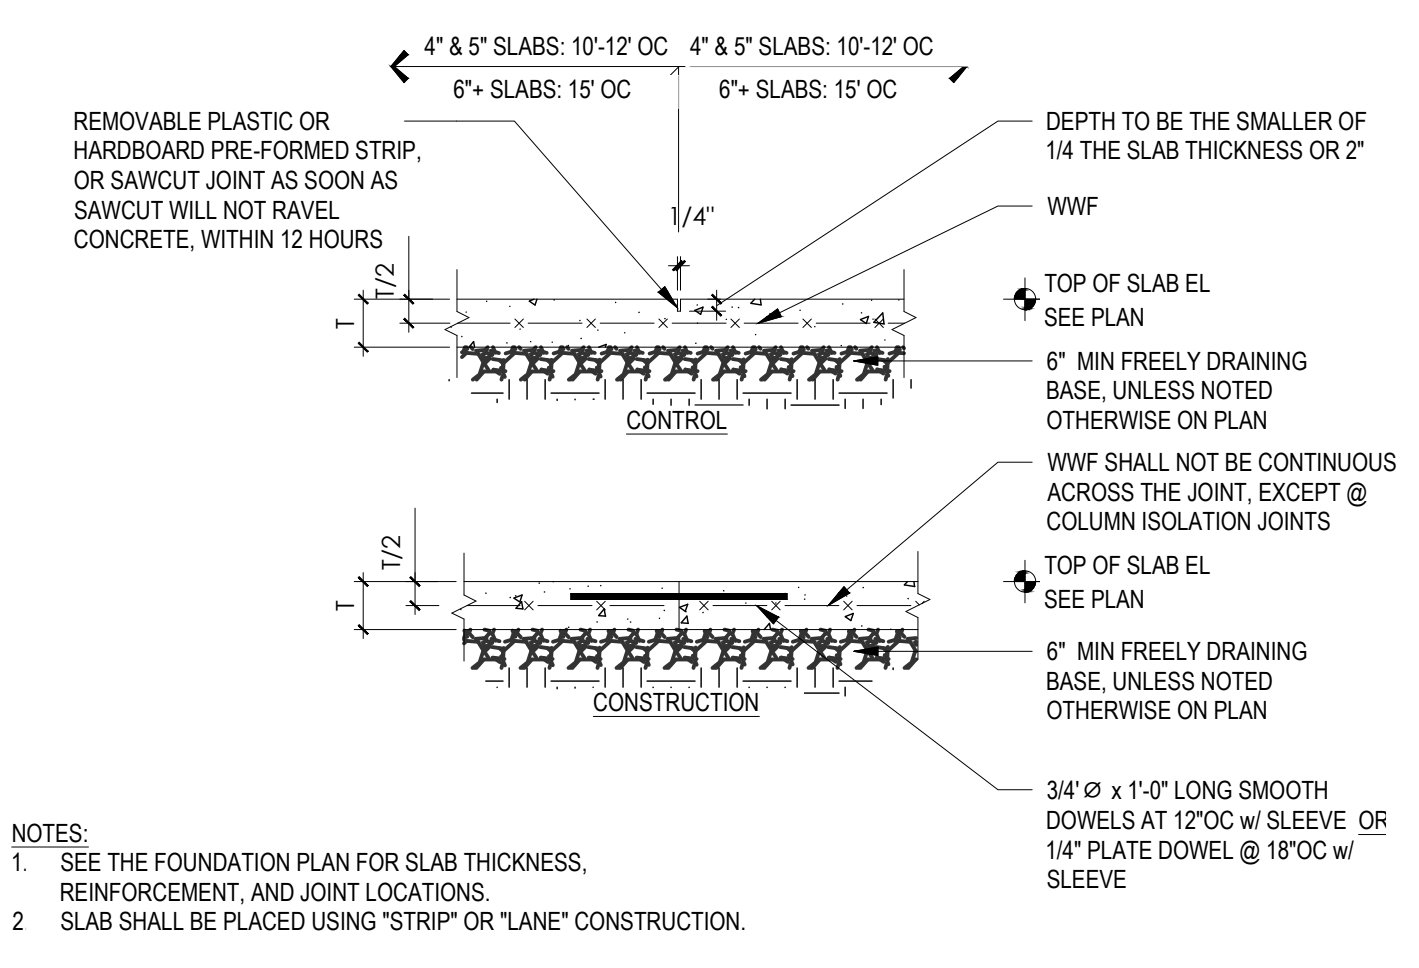 4" & 5" SLABS: 10'-12' OC
4" & 5" SLABS: 10'-12' OC
6"+ SLABS: 15' OC
6"+ SLABS: 15' OC
REMOVABLE PLASTIC OR
HARDBOARD PRE-FORMED STRIP,
OR SAWCUT JOINT AS SOON AS
SAWCUT WILL NOT RAVEL
CONCRETE, WITHIN 12 HOURS
DEPTH TO BE THE SMALLER OF
1/4 THE SLAB THICKNESS OR 2"
WWF
1/4"
T/2
T
TOP OF SLAB EL
SEE PLAN
6" MIN FREELY DRAINING
BASE, UNLESS NOTED
OTHERWISE ON PLAN
CONTROL
WWF SHALL NOT BE CONTINUOUS
ACROSS THE JOINT, EXCEPT @
COLUMN ISOLATION JOINTS
T/2
T
TOP OF SLAB EL
SEE PLAN
6" MIN FREELY DRAINING
BASE, UNLESS NOTED
OTHERWISE ON PLAN
CONSTRUCTION
3/4'Ø x 1'-0" LONG SMOOTH
DOWELS AT 12"OC w/ SLEEVE OR
1/4" PLATE DOWEL @ 18"OC w/
SLEEVE
NOTES:
1. SEE THE FOUNDATION PLAN FOR SLAB THICKNESS,
REINFORCEMENT, AND JOINT LOCATIONS.
2 SLAB SHALL BE PLACED USING "STRIP" OR "LANE" CONSTRUCTION.